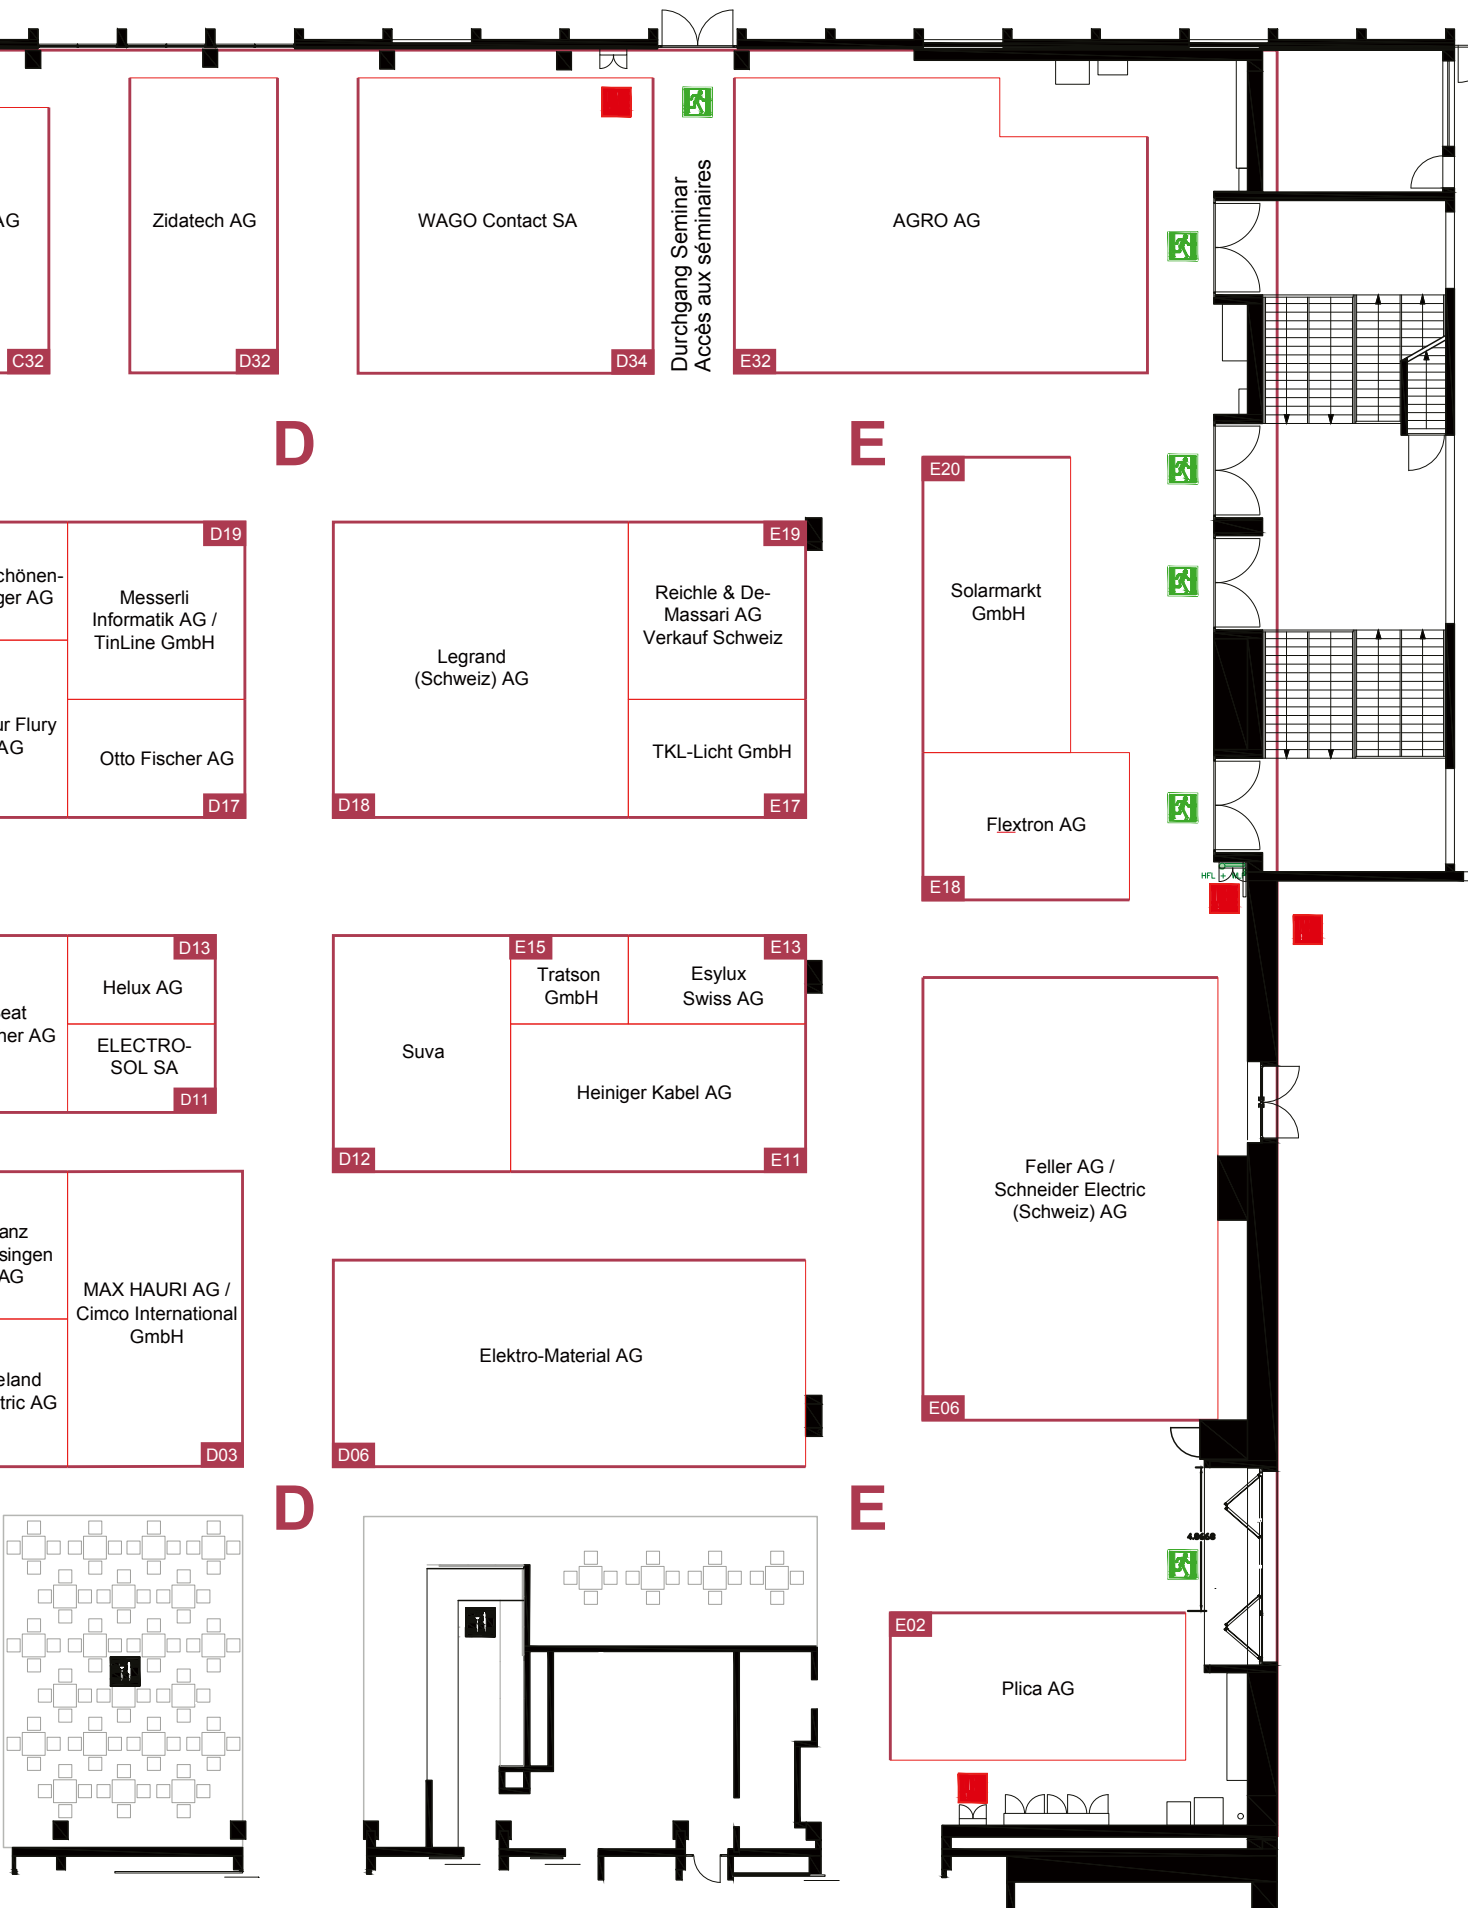 AG
Zidatech AG
WAGO Contact SA
Durchgang Seminar
Accès aux séminaires
AGRO AG
C32
D32
D34
E32
D
E
E20
D19
E19
chönen-
ger AG
Messerli
Informatik AG /
TinLine GmbH
Legrand
(Schweiz) AG
Reichle & De-
Massari AG
Verkauf Schweiz
Solarmarkt
GmbH
ur Flury
AG
Otto Fischer AG
TKL-Licht GmbH
D17
D18
E17
Flextron AG
E18
HFL +
D13
E15
E13
Helux AG
Tratson
GmbH
Esylux
Swiss AG
eat
ner AG
ELECTRO-
SOL SA
Suva
Heiniger Kabel AG
D11
D12
E11
Feller AG /
Schneider Electric
(Schweiz) AG
anz
singen
AG
MAX HAURI AG /
Cimco International
GmbH
Elektro-Material AG
eland
tric AG
D03
D06
E06
D
E
4.8668
E02
Plica AG